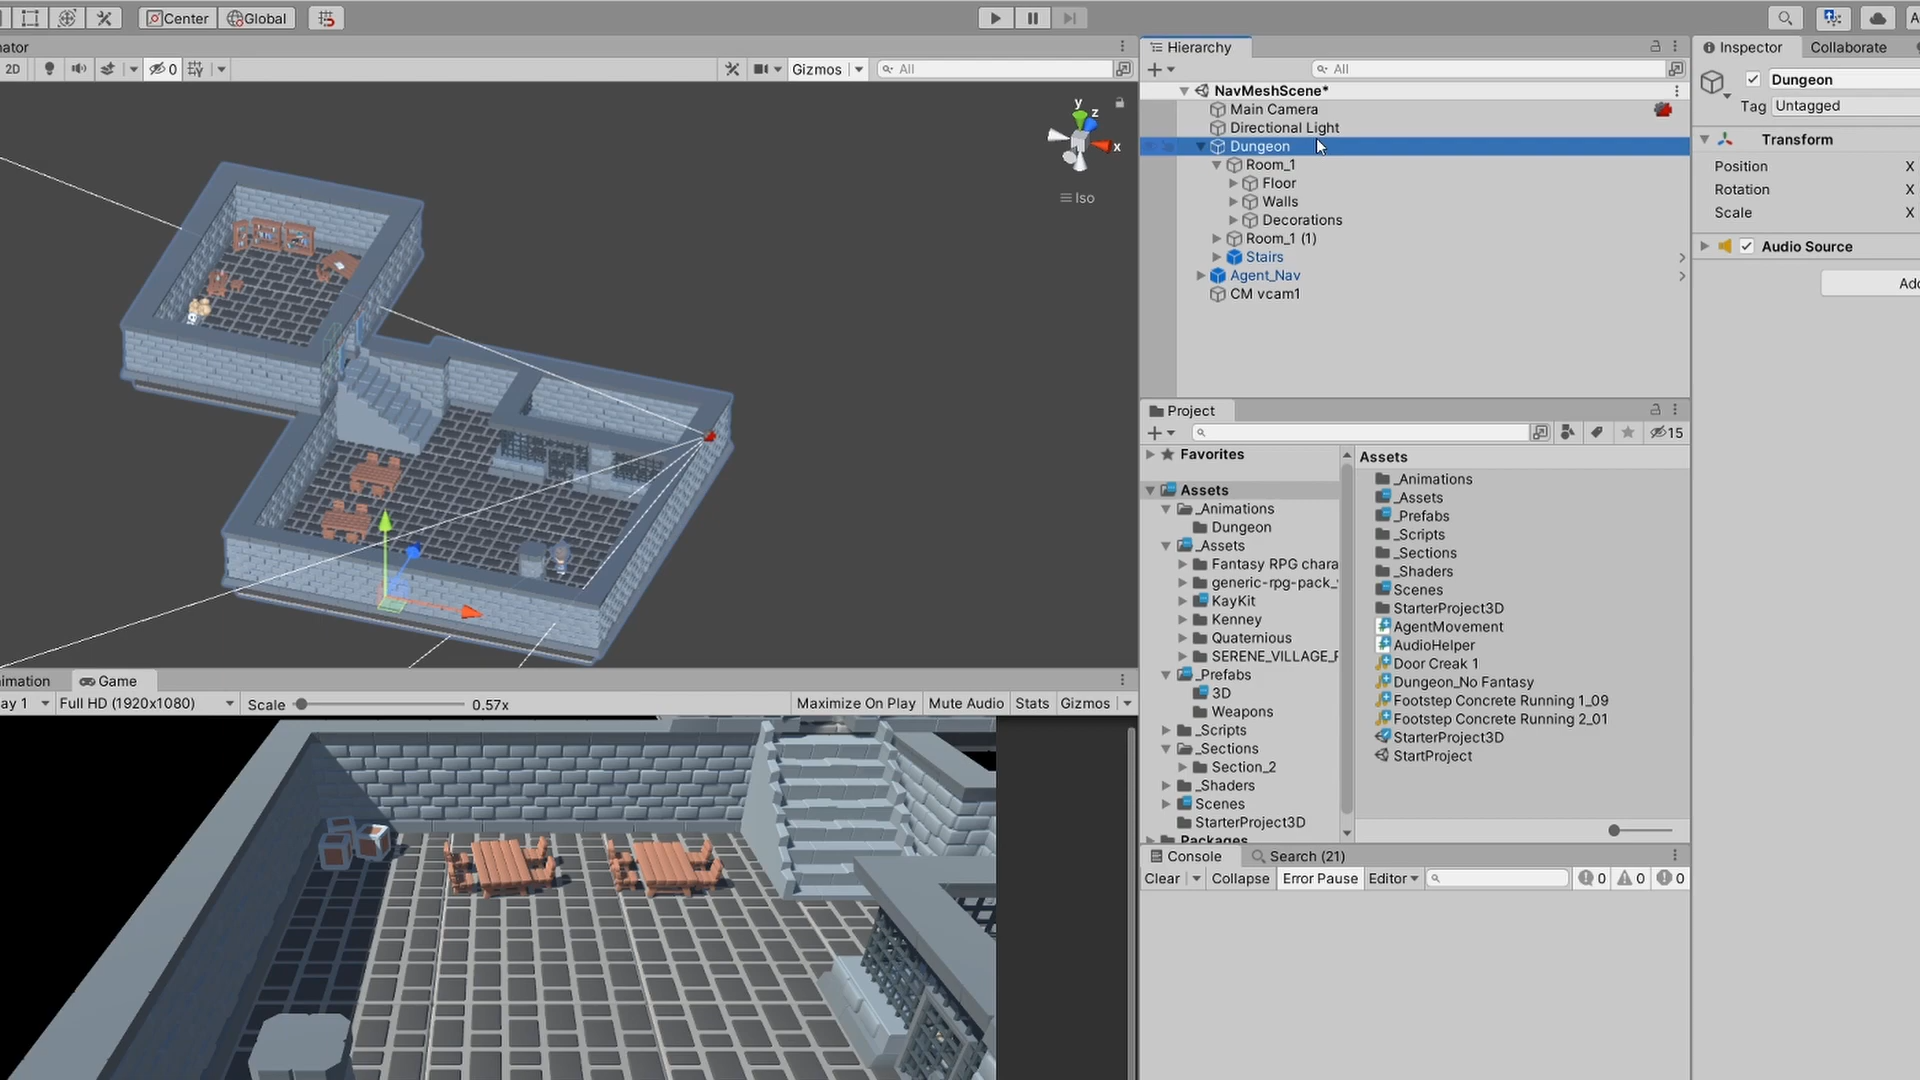 Center
Global
ator
2D
0
Gizmos
All
y
z
x
Iso
Hierarchy
All
NavMeshScene*
Main Camera
Directional Light
Dungeon
Room_1
Floor
Walls
Decorations
Room_1 (1)
Stairs
Agent_Nav
CM vcam1
Inspector
Collaborate
Dungeon
Tag Untagged
Transform
Position X
Rotation X
Scale X
Audio Source
Add
Project
15
Favorites
Assets
_Animations
Dungeon
_Assets
Fantasy RPG chara
generic-rpg-pack_
KayKit
Kenney
Quaternious
SERENE_VILLAGE_
_Prefabs
3D
Weapons
_Scripts
_Sections
Section_2
_Shaders
Scenes
StarterProject3D
Packages
Assets
_Animations
_Assets
_Prefabs
_Scripts
_Sections
_Shaders
Scenes
StarterProject3D
AgentMovement
AudioHelper
Door Creak 1
Dungeon_No Fantasy
Footstep Concrete Running 1_09
Footstep Concrete Running 2_01
StarterProject3D
StartProject
imation
Game
ay 1
Full HD (1920x1080)
Scale
0.57x
Maximize On Play
Mute Audio
Stats
Gizmos
Console
Search (21)
Clear
Collapse
Error Pause
Editor
0
0
0